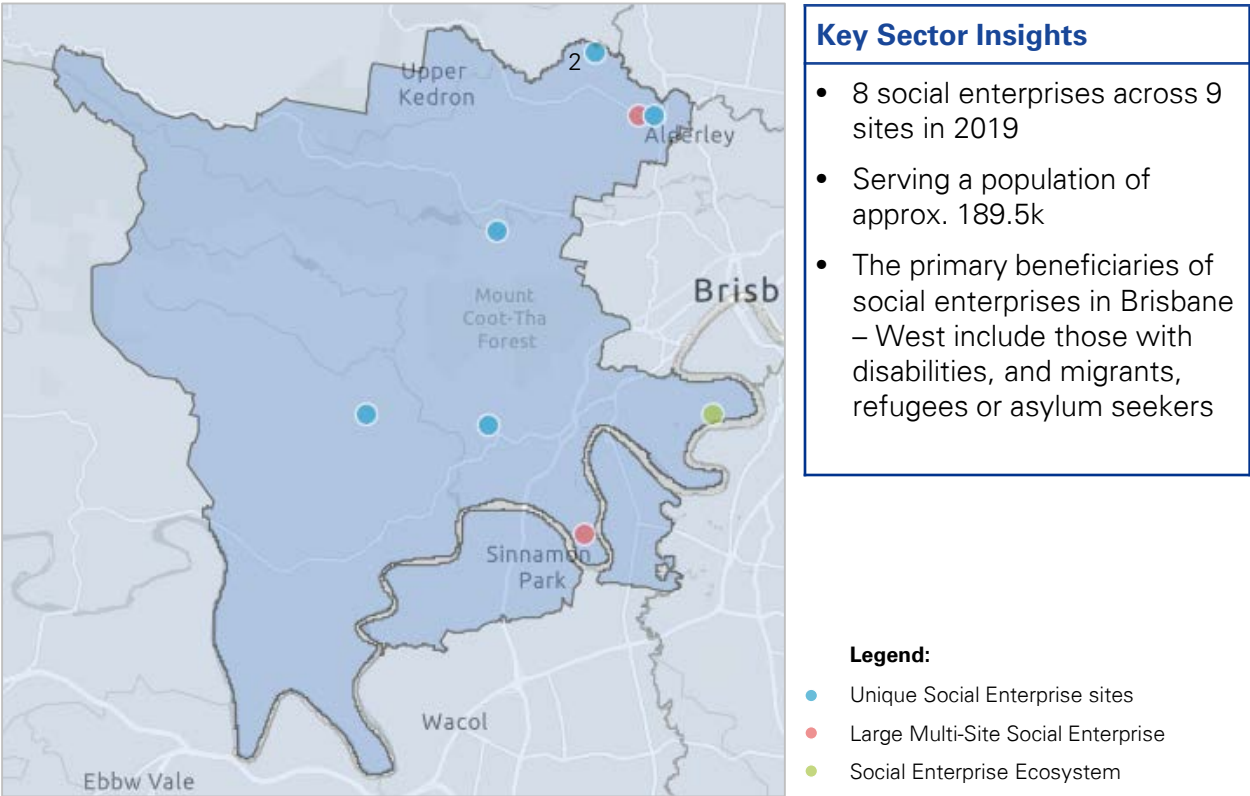 2
Upper
Kedron
Alderley
Mount
Coot-Tha
Forest
Brisb
Sinnamon
Park
Wacol
Ebbw Vale
Key Sector Insights
• 8 social enterprises across 9
sites in 2019
• Serving a population of
approx. 189.5k
• The primary beneficiaries of
social enterprises in Brisbane
– West include those with
disabilities, and migrants,
refugees or asylum seekers
Legend:
Unique Social Enterprise sites
Large Multi-Site Social Enterprise
Social Enterprise Ecosystem